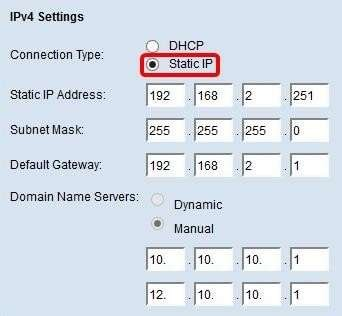 IPv4 Settings
Connection Type: DHCP
Static IP
Static IP Address: 192 . 168 . 2 . 251
Subnet Mask: 255 . 255 . 255 . 0
Default Gateway: 192 . 168 . 2 . 1
Domain Name Servers: Dynamic
Manual
10. . 10. . 10. . 1
12. . 10. . 10. . 1